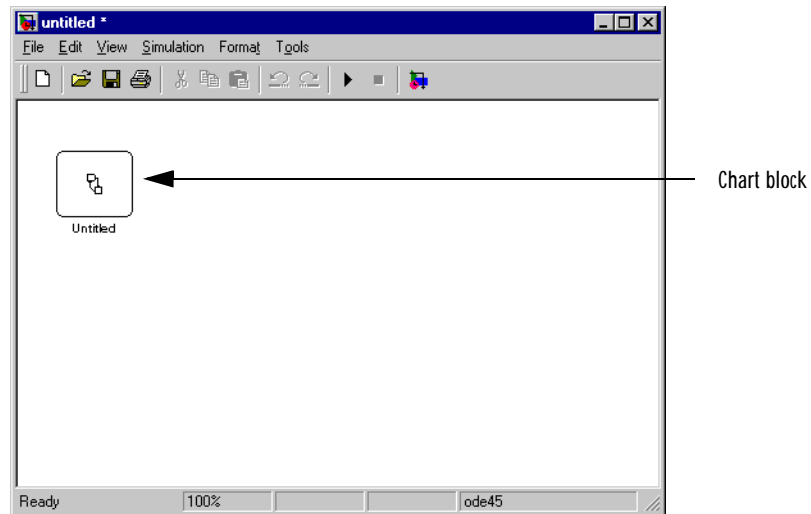 untitled *
File Edit View Simulation Format Tools
Chart block
Untitled
Ready 100% ode45